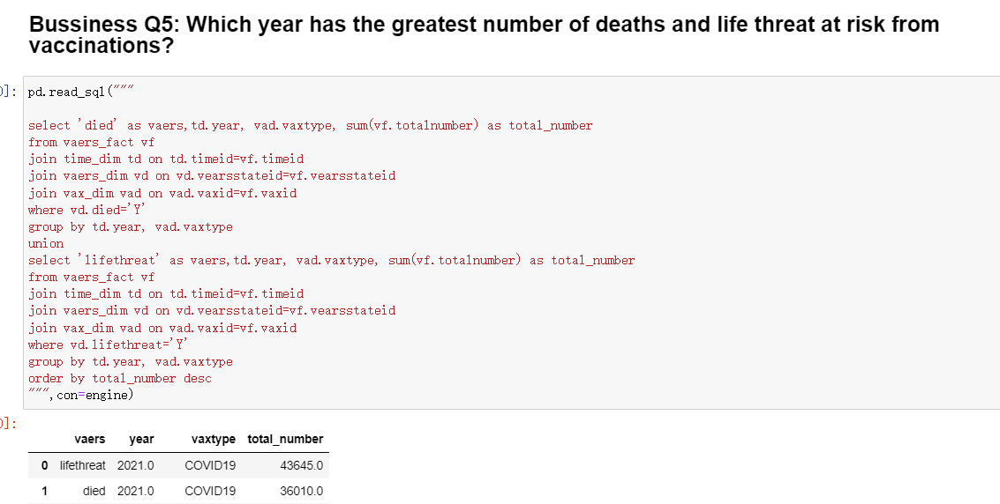 Bussiness Q5: Which year has the greatest number of deaths and life threat at risk from
vaccinations?
]: pd.read_sql("""
select 'died' as vaers,td.year, vad.vaxtype, sum(vf.totalnumber) as total_number
from vaers_fact vf
join time_dim td on td.timeid=vf.timeid
join vaers_dim vd on vd.vearsstateid=vf.vearsstateid
join vax_dim vad on vad.vaxid=vf.vaxid
where vd.died='Y'
group by td.year, vad.vaxtype
union
select 'lifethreat' as vaers,td.year, vad.vaxtype, sum(vf.totalnumber) as total_number
from vaers_fact vf
join time_dim td on td.timeid=vf.timeid
join vaers_dim vd on vd.vearsstateid=vf.vearsstateid
join vax_dim vad on vad.vaxid=vf.vaxid
where vd.lifethreat='Y'
group by td.year, vad.vaxtype
order by total_number desc
""",con=engine)
]:
vaers year vaxtype total_number
0 lifethreat 2021.0 COVID19 43645.0
1 died 2021.0 COVID19 36010.0